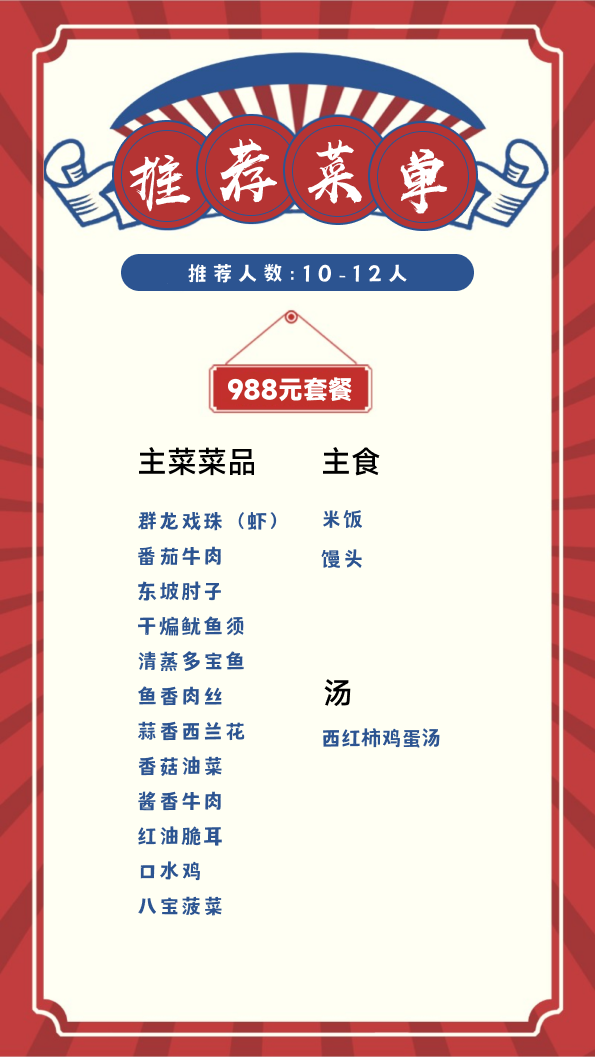 推荐菜单
推荐人数:10-12人
988元套餐
主菜菜品
群龙戏珠（虾）
番茄牛肉
东坡肘子
干煸鱿鱼须
清蒸多宝鱼
鱼香肉丝
蒜香西兰花
香菇油菜
酱香牛肉
红油脆耳
口水鸡
八宝菠菜
主食
米饭
馒头
汤
西红柿鸡蛋汤